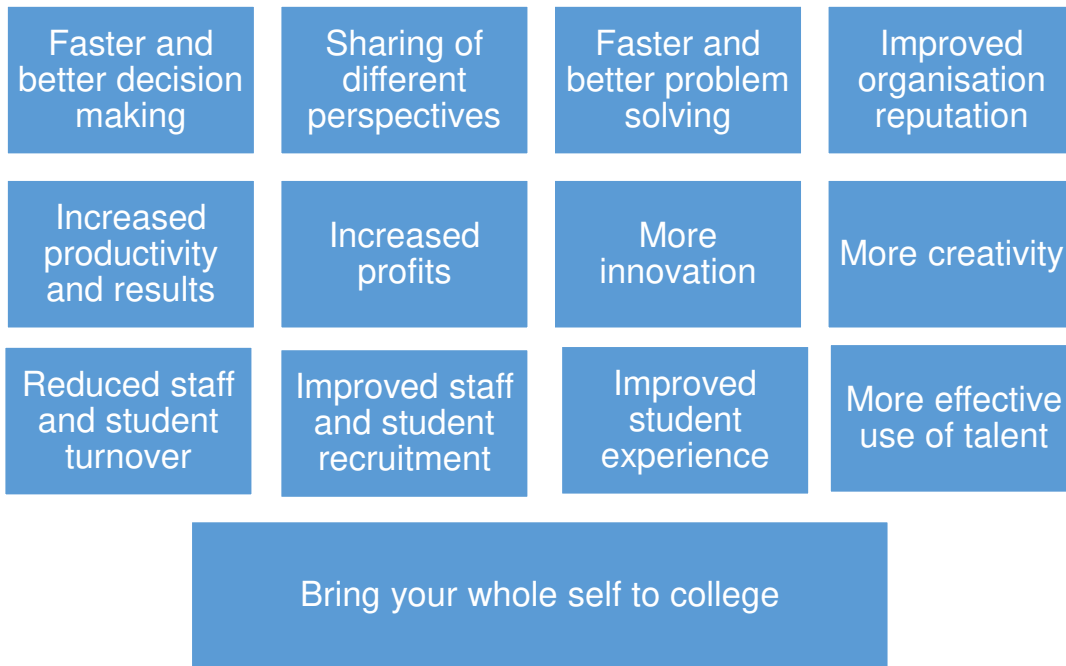 Faster and
better decision
making
Sharing of
different
perspectives
Faster and
better problem
solving
Improved
organisation
reputation
Increased
productivity
and results
Increased
profits
More
innovation
More creativity
Reduced staff
and student
turnover
Improved staff
and student
recruitment
Improved
student
experience
More effective
use of talent
Bring your whole self to college